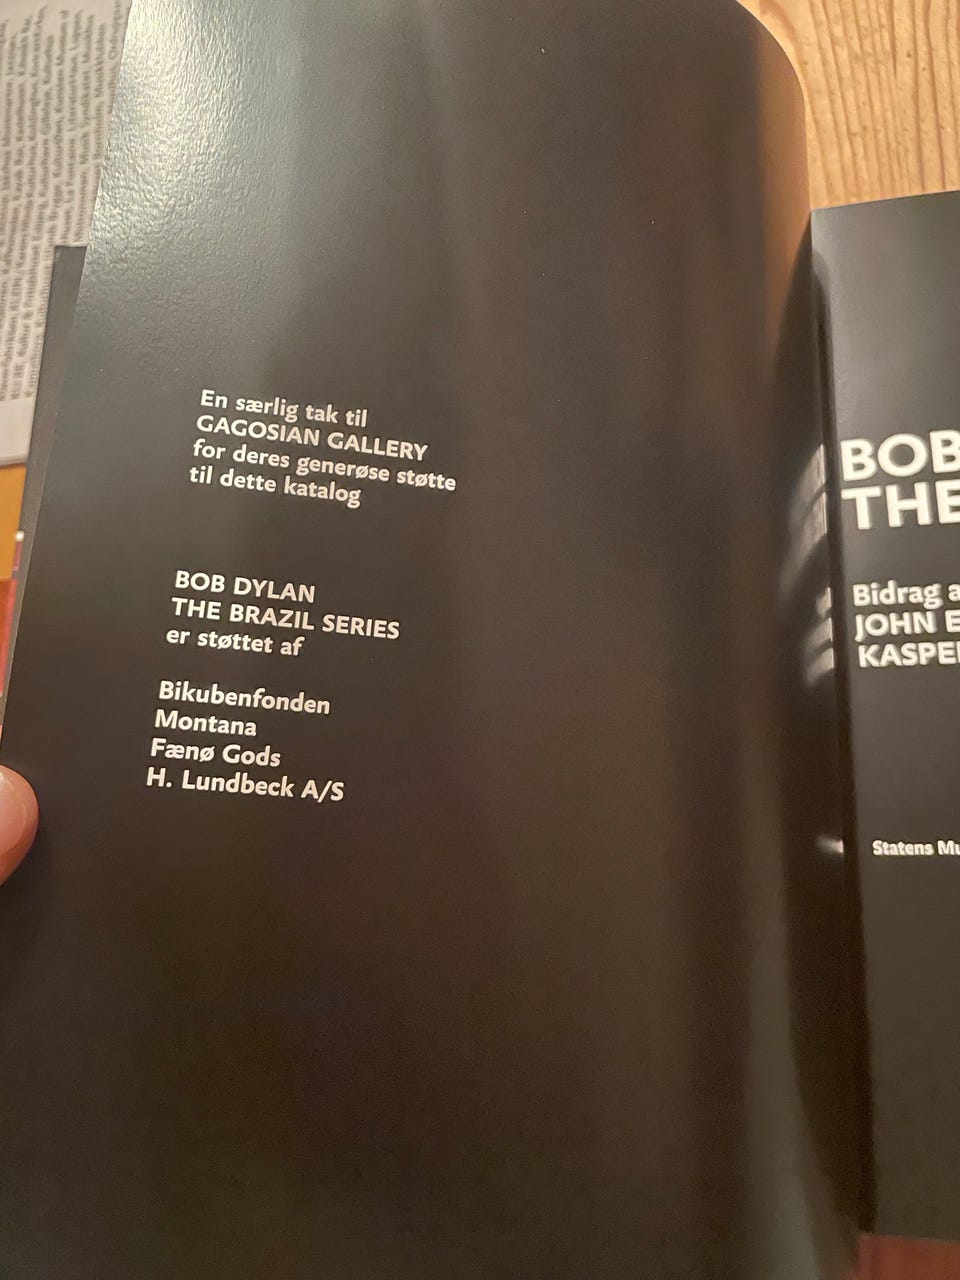 En særlig tak til
GAGOSIAN GALLERY
for deres generøse støtte
til dette katalog
BOB DYLAN
THE BRAZIL SERIES
er støttet af
Bikubenfonden
Montana
Fænø Gods
H. Lundbeck A/S
BOB
THE
Bidrag a
JOHN E
KASPE
Statens Mu